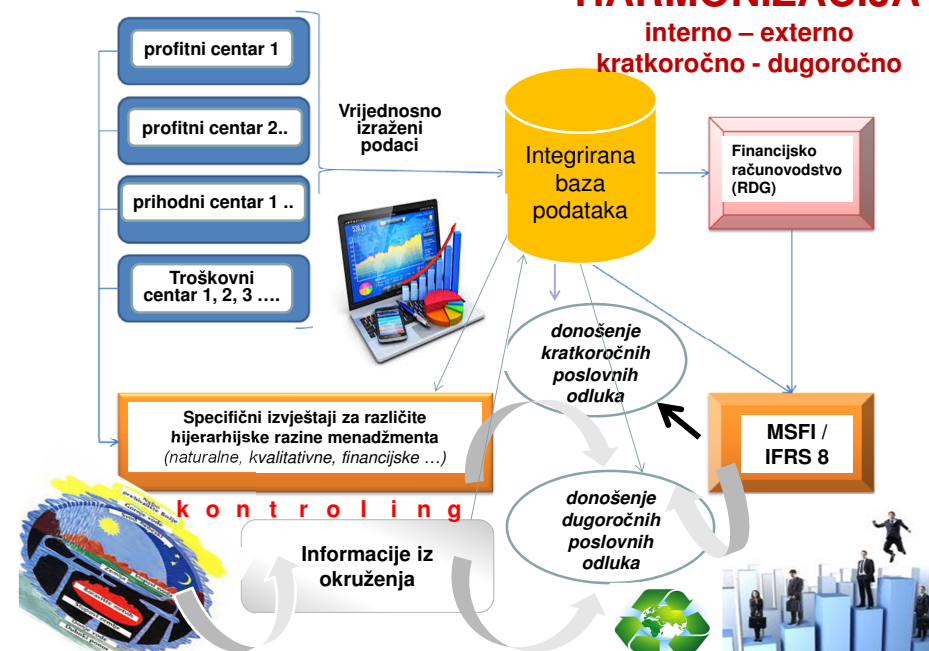 HARMONIZACIJA
interno – externo
kratkoročno - dugoročno
profitni centar 1
profitni centar 2..
prihodni centar 1 ..
Troškovni
centar 1, 2, 3 ....
Vrijednosno
izraženi
podaci
Integrirana
baza
podataka
Financijsko
računovodstvo
(RDG)
donošenje
kratkoročnih
poslovnih
odluka
Specifični izvještaji za različite
hijerarhijske razine menadžmenta
(naturalne, kvalitativne, financijske ...)
MSFI /
IFRS 8
kontroling
donošenje
dugoročnih
poslovnih
odluka
Informacije iz
okruženja